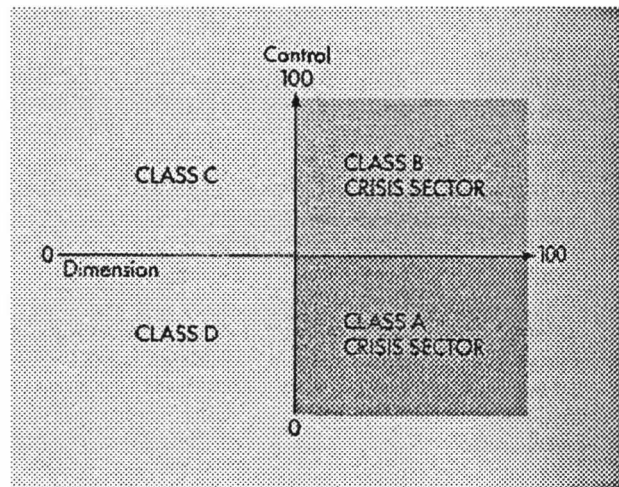 Control
100
CLASS C
CLASS B
CRISIS SECTOR
0
100
Dimension
CLASS D
CLASS A
CRISIS SECTOR
0